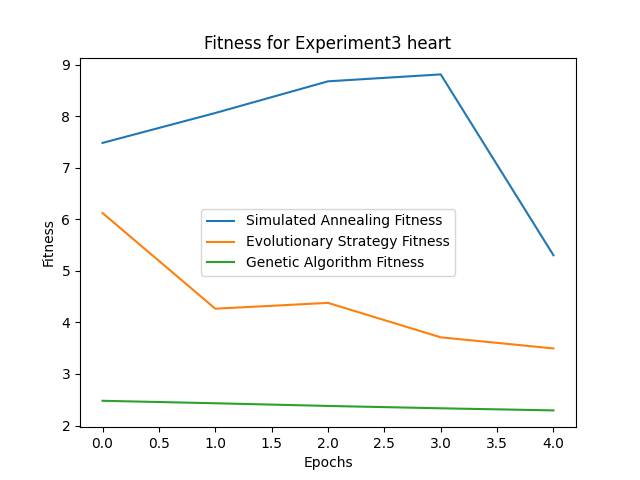 Fitness for Experiment3 heart
9
8
7
6
5
4
3
2
Fitness
Simulated Annealing Fitness
Evolutionary Strategy Fitness
Genetic Algorithm Fitness
0.0 0.5 1.0 1.5 2.0 2.5 3.0 3.5 4.0
Epochs